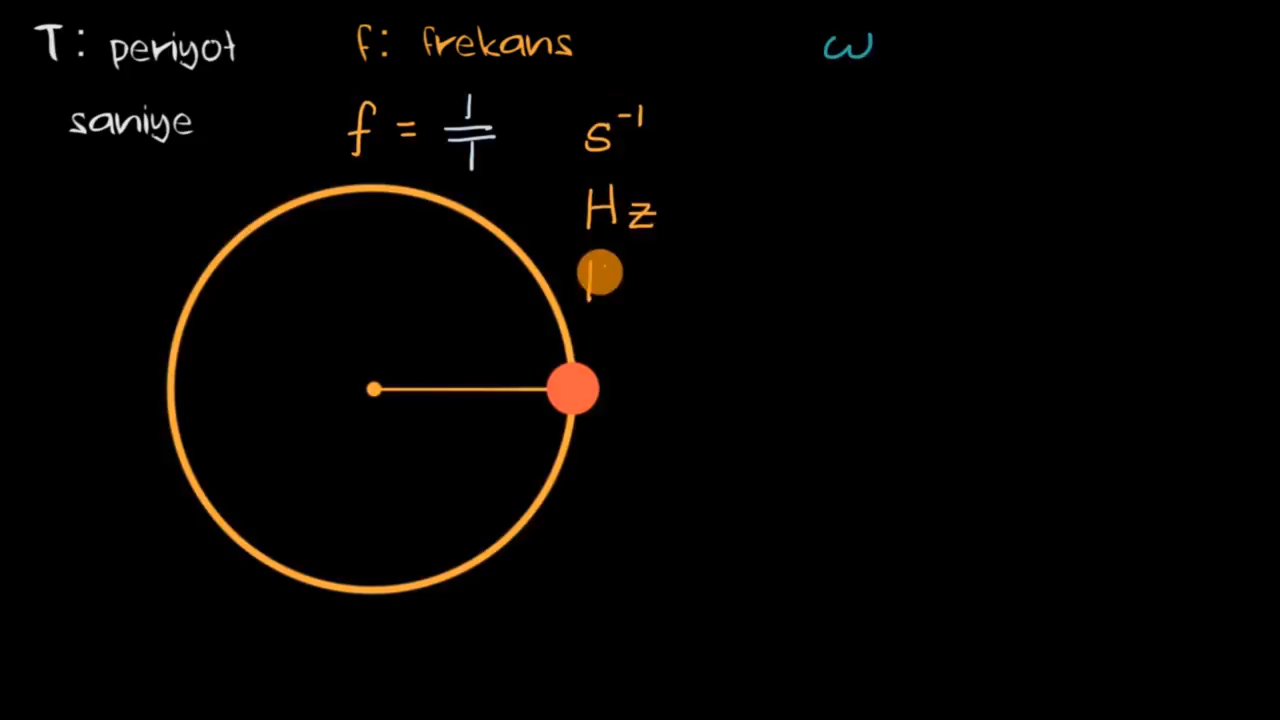 T: periyot f: frekans ω
saniye f = 1/T s⁻¹
Hz